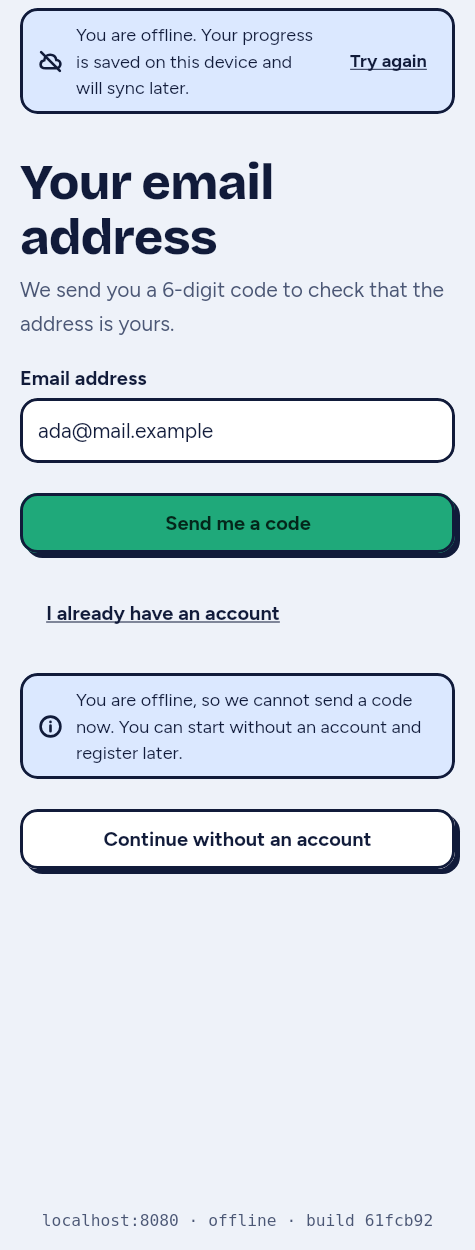 You are offline. Your progress
is saved on this device and
will sync later.
Try again
Your email
address
We send you a 6-digit code to check that the
address is yours.
Email address
ada@mail.example
Send me a code
I already have an account
You are offline, so we cannot send a code
now. You can start without an account and
register later.
Continue without an account
localhost:8080 · offline · build 61fcb92